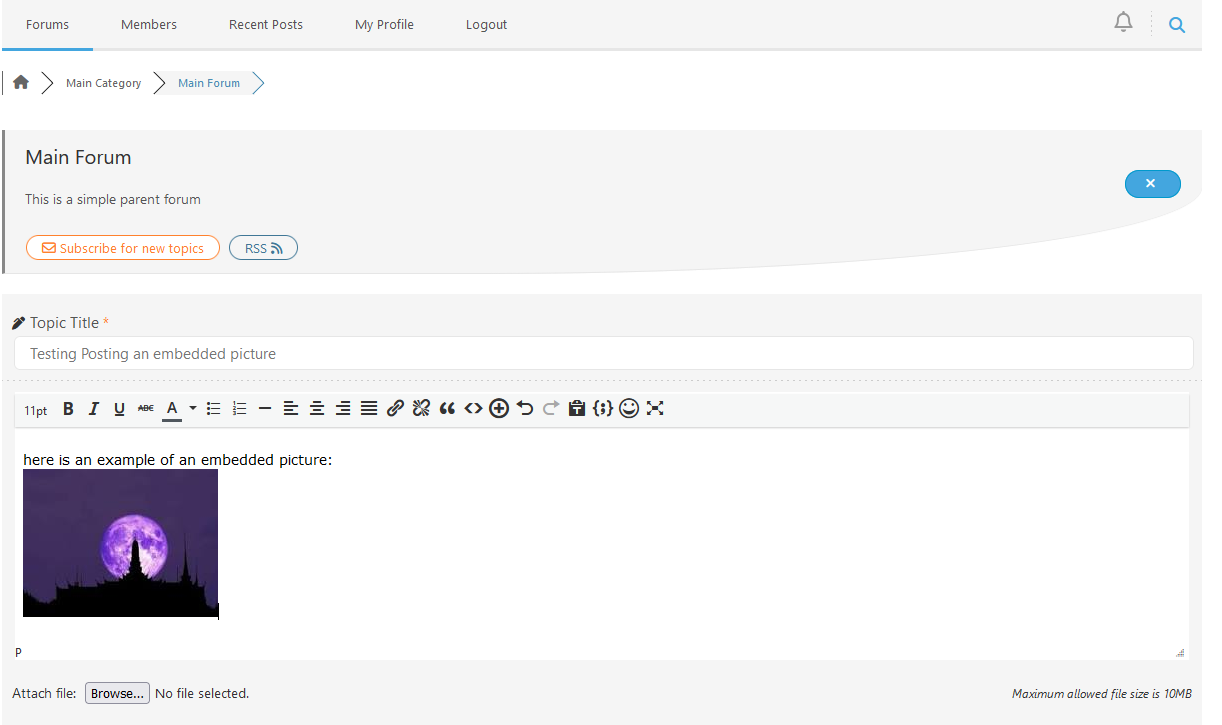 Forums Members Recent Posts My Profile Logout
Main Category Main Forum
Main Forum
This is a simple parent forum
Subscribe for new topics RSS
Topic Title *
Testing Posting an embedded picture
11pt B I U ABC A
here is an example of an embedded picture:
P
Attach file: Browse... No file selected. Maximum allowed file size is 10MB